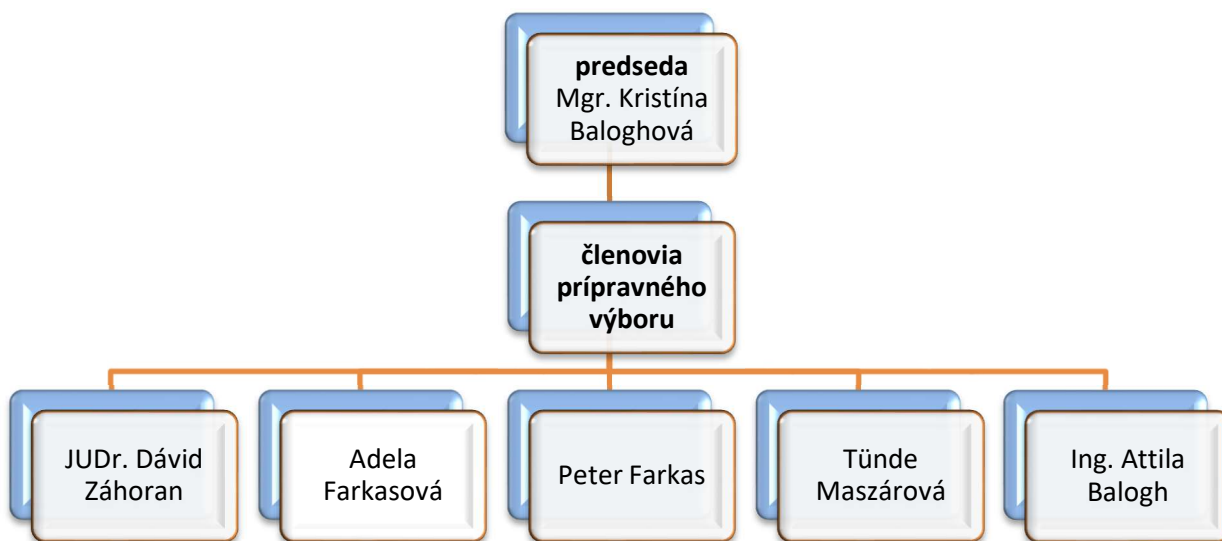 predseda
Mgr. Kristína
Baloghová
členovia
prípravného
výboru
JUDr. Dávid
Záhoran
Adela
Farkasová
Peter Farkas
Tünde
Maszárová
Ing. Attila
Balogh